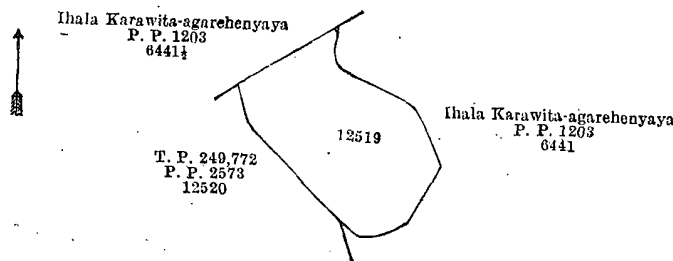 Ihala Karawita-agarehenyaya
P. P. 1203
6441½
12519
Ihala Karawita-agarehenyaya
P. P. 1203
6441
T. P. 249,772
P. P. 2573
12520